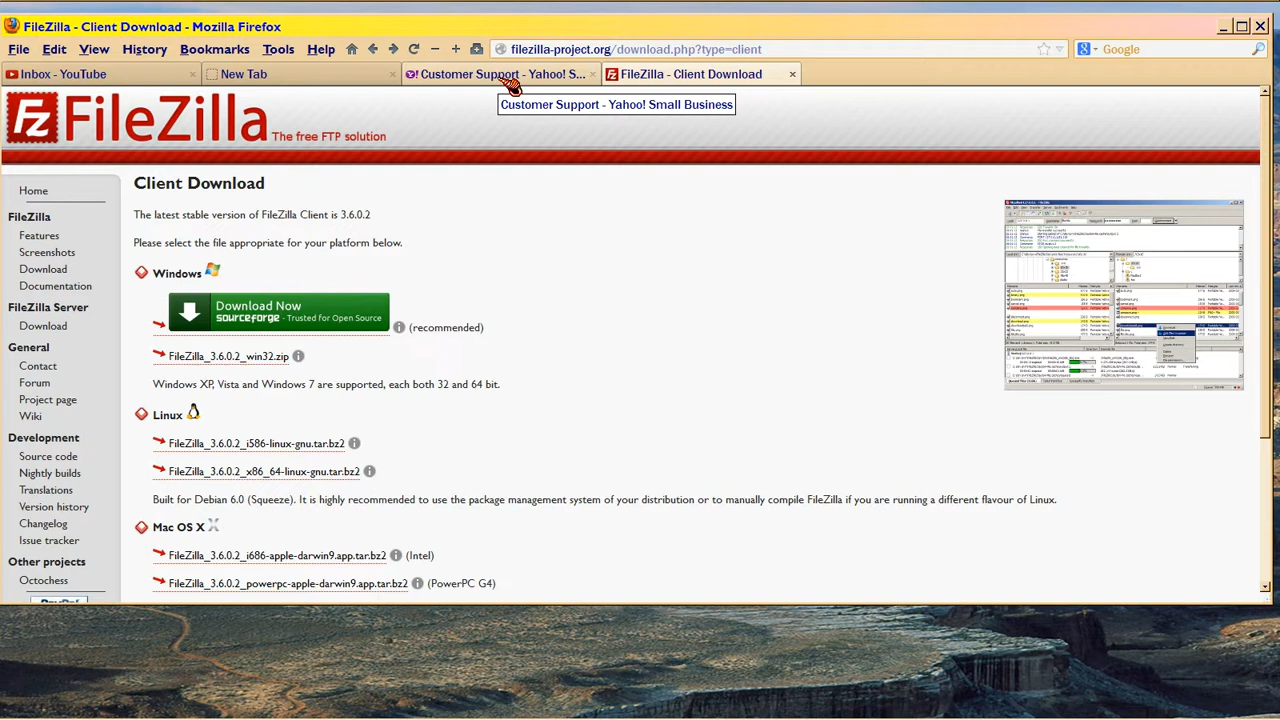 FileZilla - Client Download - Mozilla Firefox
File Edit View History Bookmarks Tools Help
filezilla-project.org/download.php?type=client
Google
Inbox - YouTube
New Tab
Customer Support - Yahoo! S...
FileZilla - Client Download
Customer Support - Yahoo! Small Business
Fz FileZilla The free FTP solution
Home
FileZilla
Features
Screenshots
Download
Documentation
FileZilla Server
Download
General
Contact
Forum
Project page
Wiki
Development
Source code
Nightly builds
Translations
Version history
Changelog
Issue tracker
Other projects
Octochess
Client Download
The latest stable version of FileZilla Client is 3.6.0.2
Please select the file appropriate for your platform below.
Windows
Download Now
sourceforge - Trusted for Open Source
(recommended)
FileZilla_3.6.0.2_win32.zip
Windows XP, Vista and Windows 7 are supported, each both 32 and 64 bit.
Linux
FileZilla_3.6.0.2_i586-linux-gnu.tar.bz2
FileZilla_3.6.0.2_x86_64-linux-gnu.tar.bz2
Built for Debian 6.0 (Squeeze). It is highly recommended to use the package management system of your distribution or to manually compile FileZilla if you are running a different flavour of Linux.
Mac OS X
FileZilla_3.6.0.2_i686-apple-darwin9.app.tar.bz2 (Intel)
FileZilla_3.6.0.2_powerpc-apple-darwin9.app.tar.bz2 (PowerPC G4)